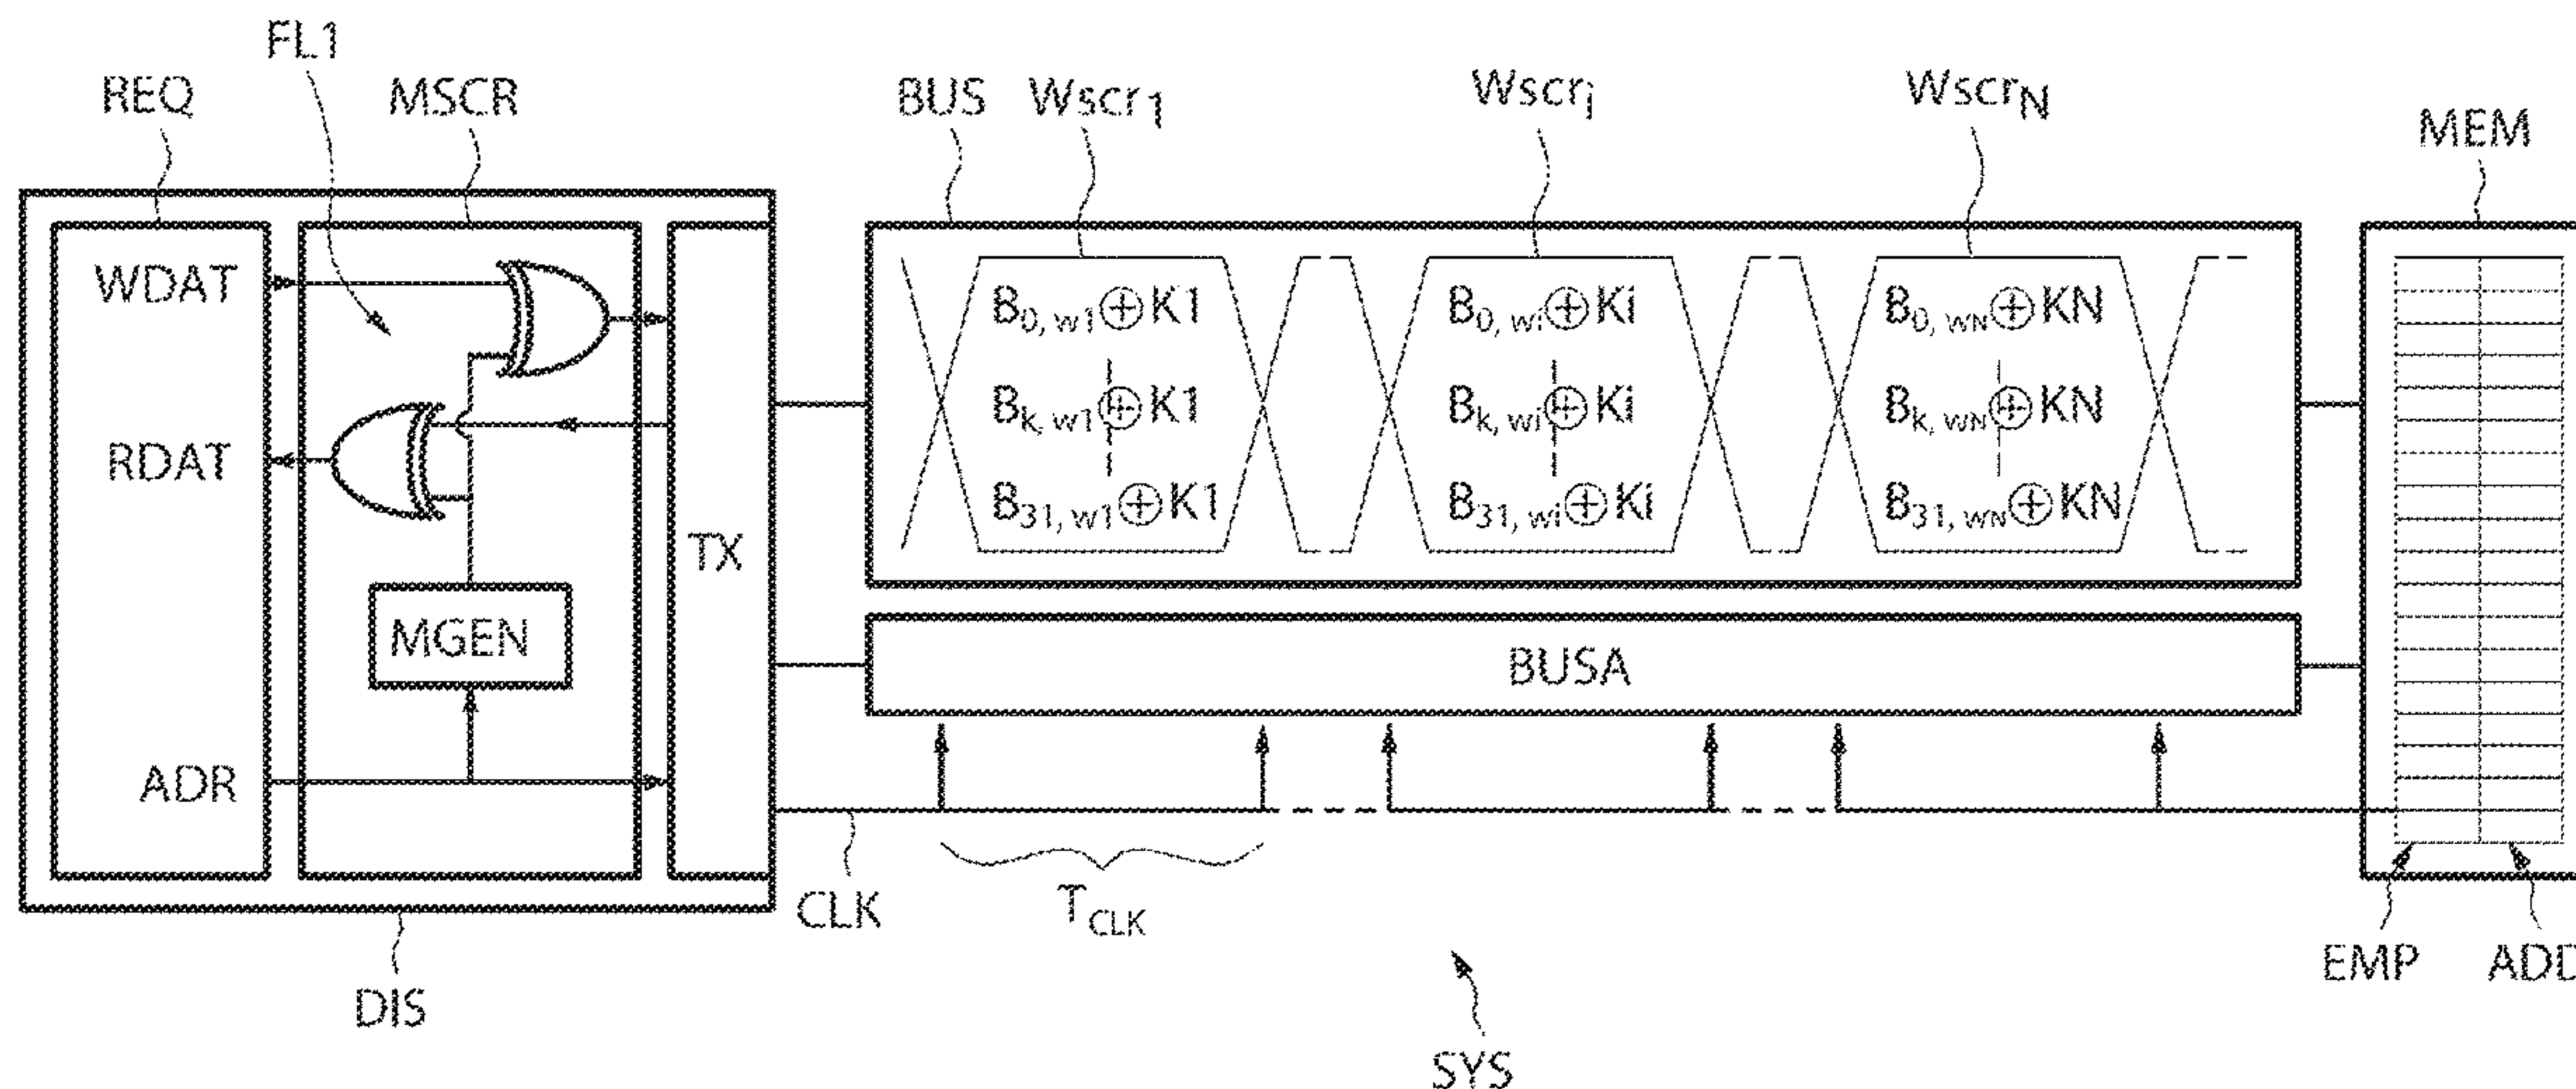 FL1
REQ
MSCR
BUS
Wscr1
Wscri
WscrN
MEM
WDAT
RDAT
ADR
MGEN
TX
B0, w1⊕K1
Bk, w1⊕K1
B31, w1⊕K1
B0, wi⊕Ki
Bk, wi⊕Ki
B31, wi⊕Ki
B0, wN⊕KN
Bk, wN⊕KN
B31, wN⊕KN
BUSA
CLK
TCLK
DIS
EMP
ADD
SYS